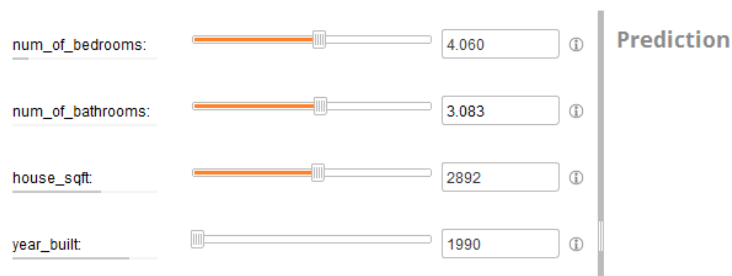 num_of_bedrooms: 4.060 Prediction
num_of_bathrooms: 3.083
house_sqft: 2892
year_built: 1990